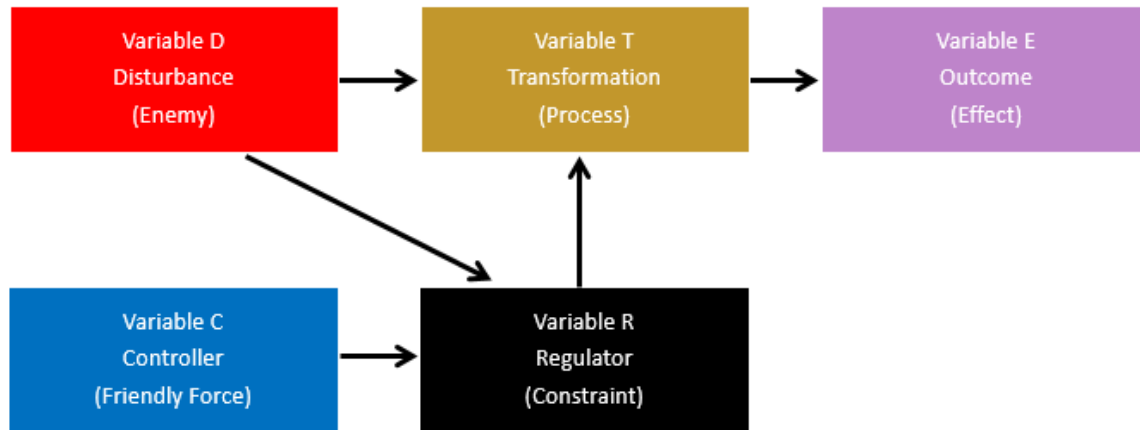 Variable D
Disturbance
(Enemy)
Variable T
Transformation
(Process)
Variable E
Outcome
(Effect)
Variable C
Controller
(Friendly Force)
Variable R
Regulator
(Constraint)